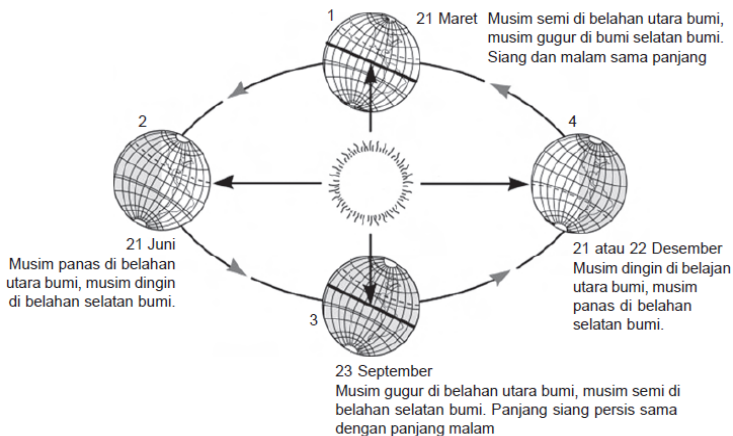 1
21 Maret
Musim semi di belahan utara bumi,
musim gugur di bumi selatan bumi.
Siang dan malam sama panjang
2
21 Juni
Musim panas di belahan
utara bumi, musim dingin
di belahan selatan bumi.
4
21 atau 22 Desember
Musim dingin di belajan
utara bumi, musim
panas di belahan
selatan bumi.
3
23 September
Musim gugur di belahan utara bumi, musim semi di
belahan selatan bumi. Panjang siang persis sama
dengan panjang malam